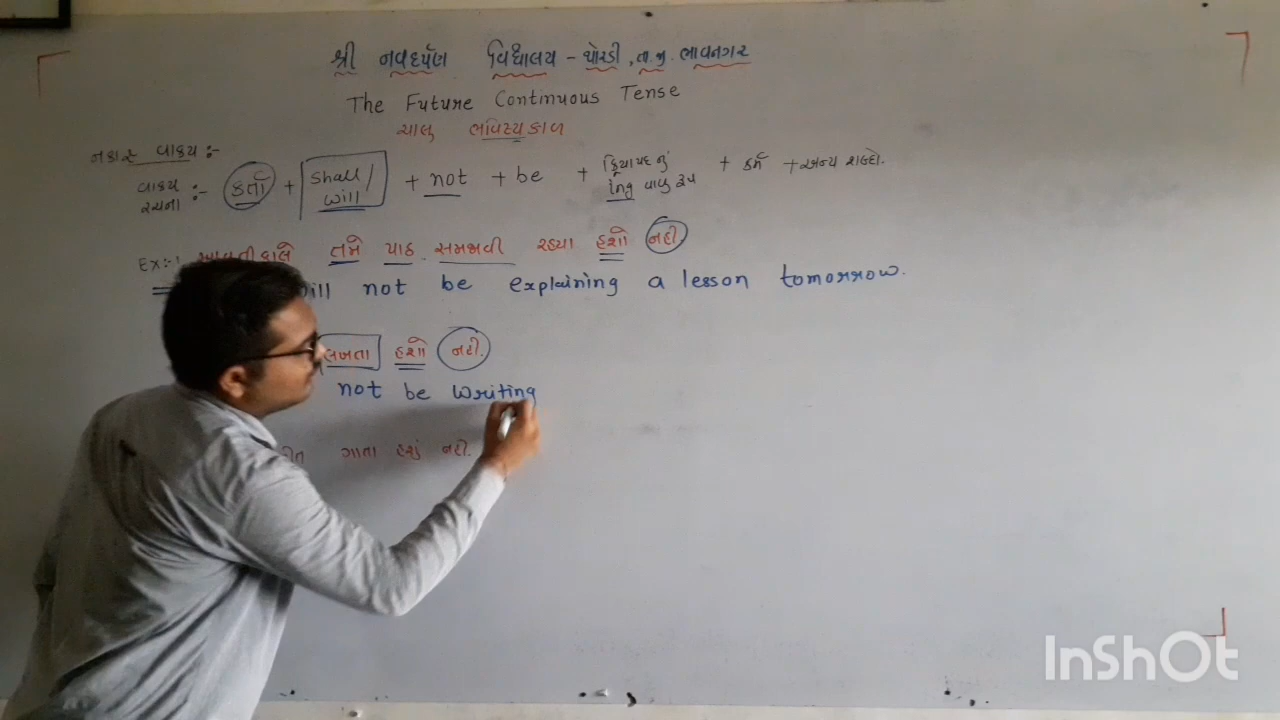 શ્રી નવદર્પણ વિદ્યાલય - થોરડી, તા.જી. ભાવનગર
The Future Continuous Tense
ચાલુ ભવિષ્યકાળ
નકાર વાક્ય :-
વાક્ય રચના :- કર્તા + shall/will + not + be + ક્રિયાપદનું ing વાળું રૂપ + કર્મ + અન્ય શબ્દો.
Ex:-1 તમે પાઠ સમજાવી રહ્યા હશો નહી.
will not be explaining a lesson tomorrow.
લખતા હશો નહી.
not be writing
ગાતા હશું નહી.
InShOt